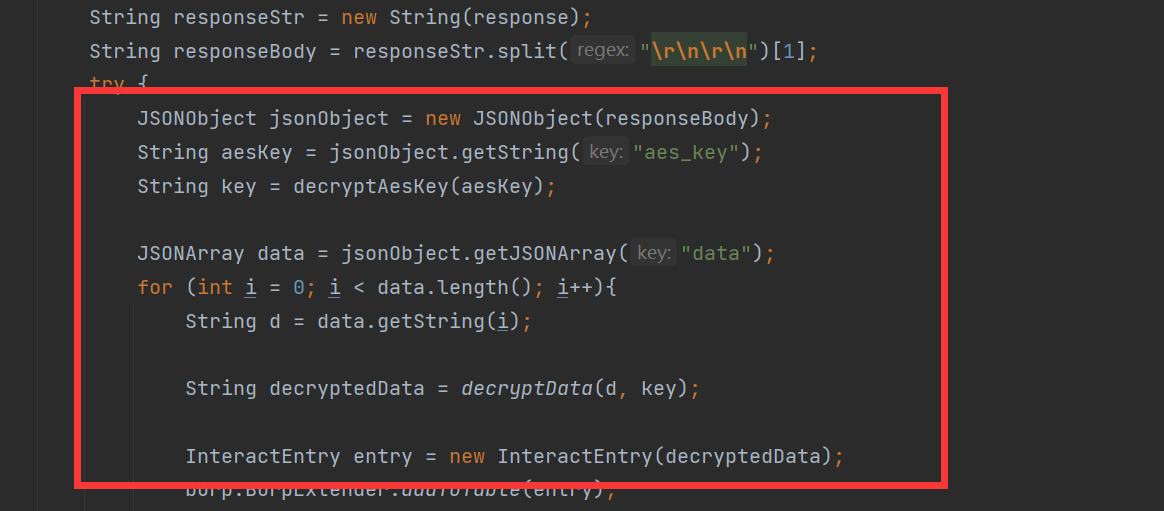 String responseStr = new String(response);
String responseBody = responseStr.split( regex: "\r\n\r\n")[1];
try {
JSONObject jsonObject = new JSONObject(responseBody);
String aesKey = jsonObject.getString( key: "aes_key");
String key = decryptAesKey(aesKey);
JSONArray data = jsonObject.getJSONArray( key: "data");
for (int i = 0; i < data.length(); i++){
String d = data.getString(i);
String decryptedData = decryptData(d, key);
InteractEntry entry = new InteractEntry(decryptedData);
burp.BurpExtender.addToTable(entry);